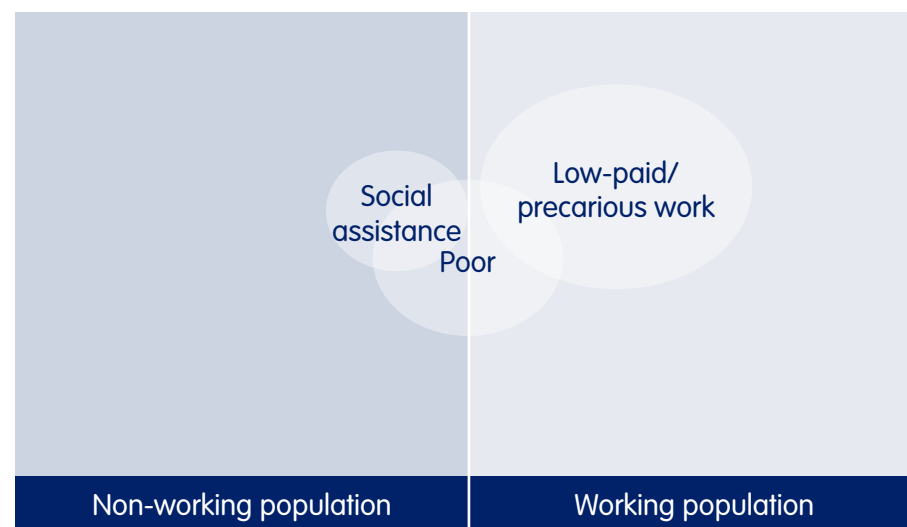 Social
assistance
Poor
Low-paid/
precarious work
Non-working population
Working population